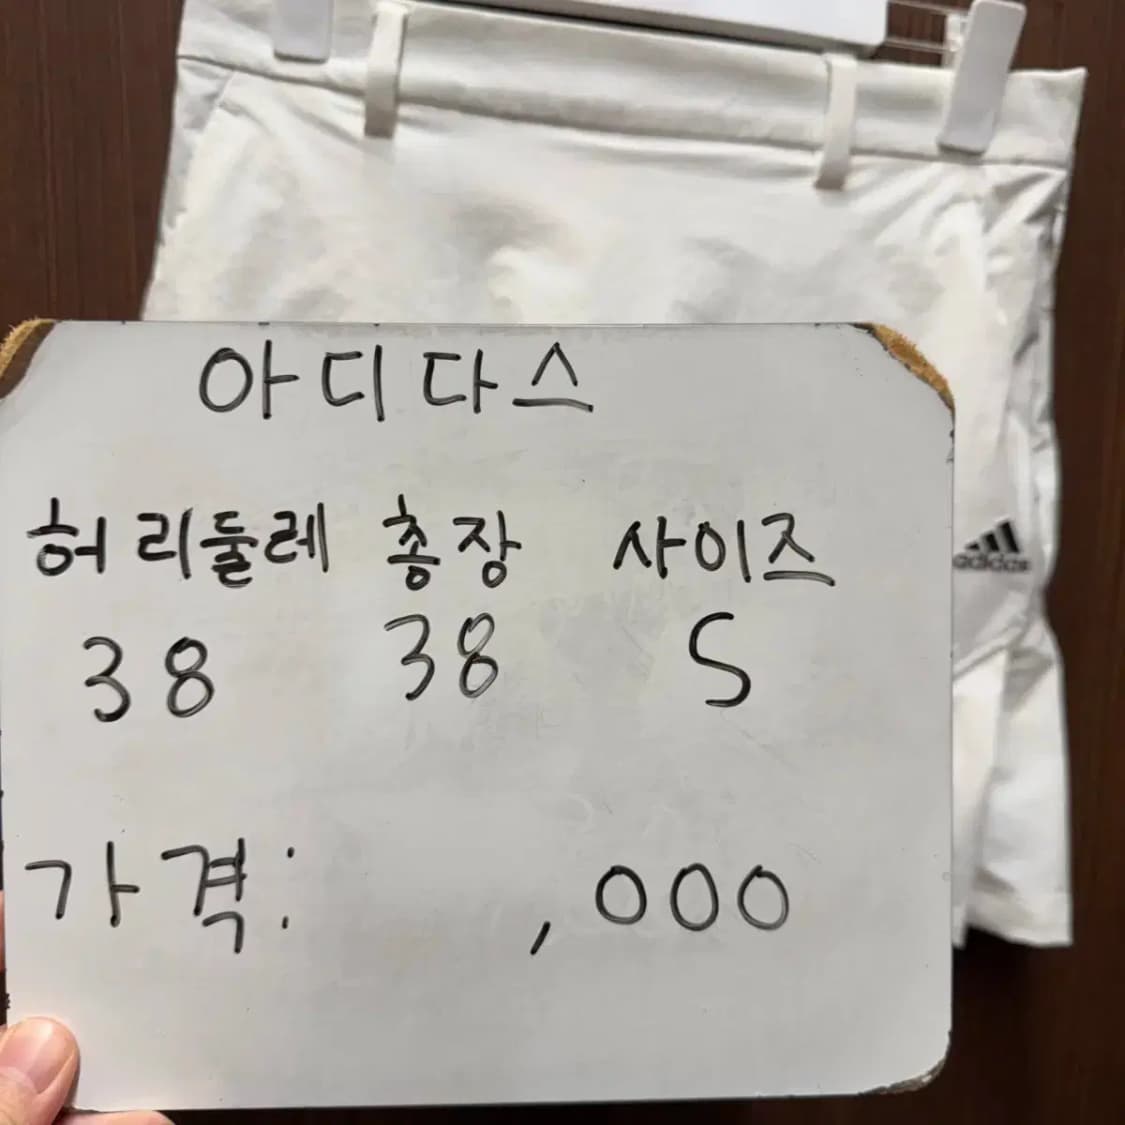 아디다스
허리둘레 총장 사이즈
38 38 S
가격: ,000
adidas